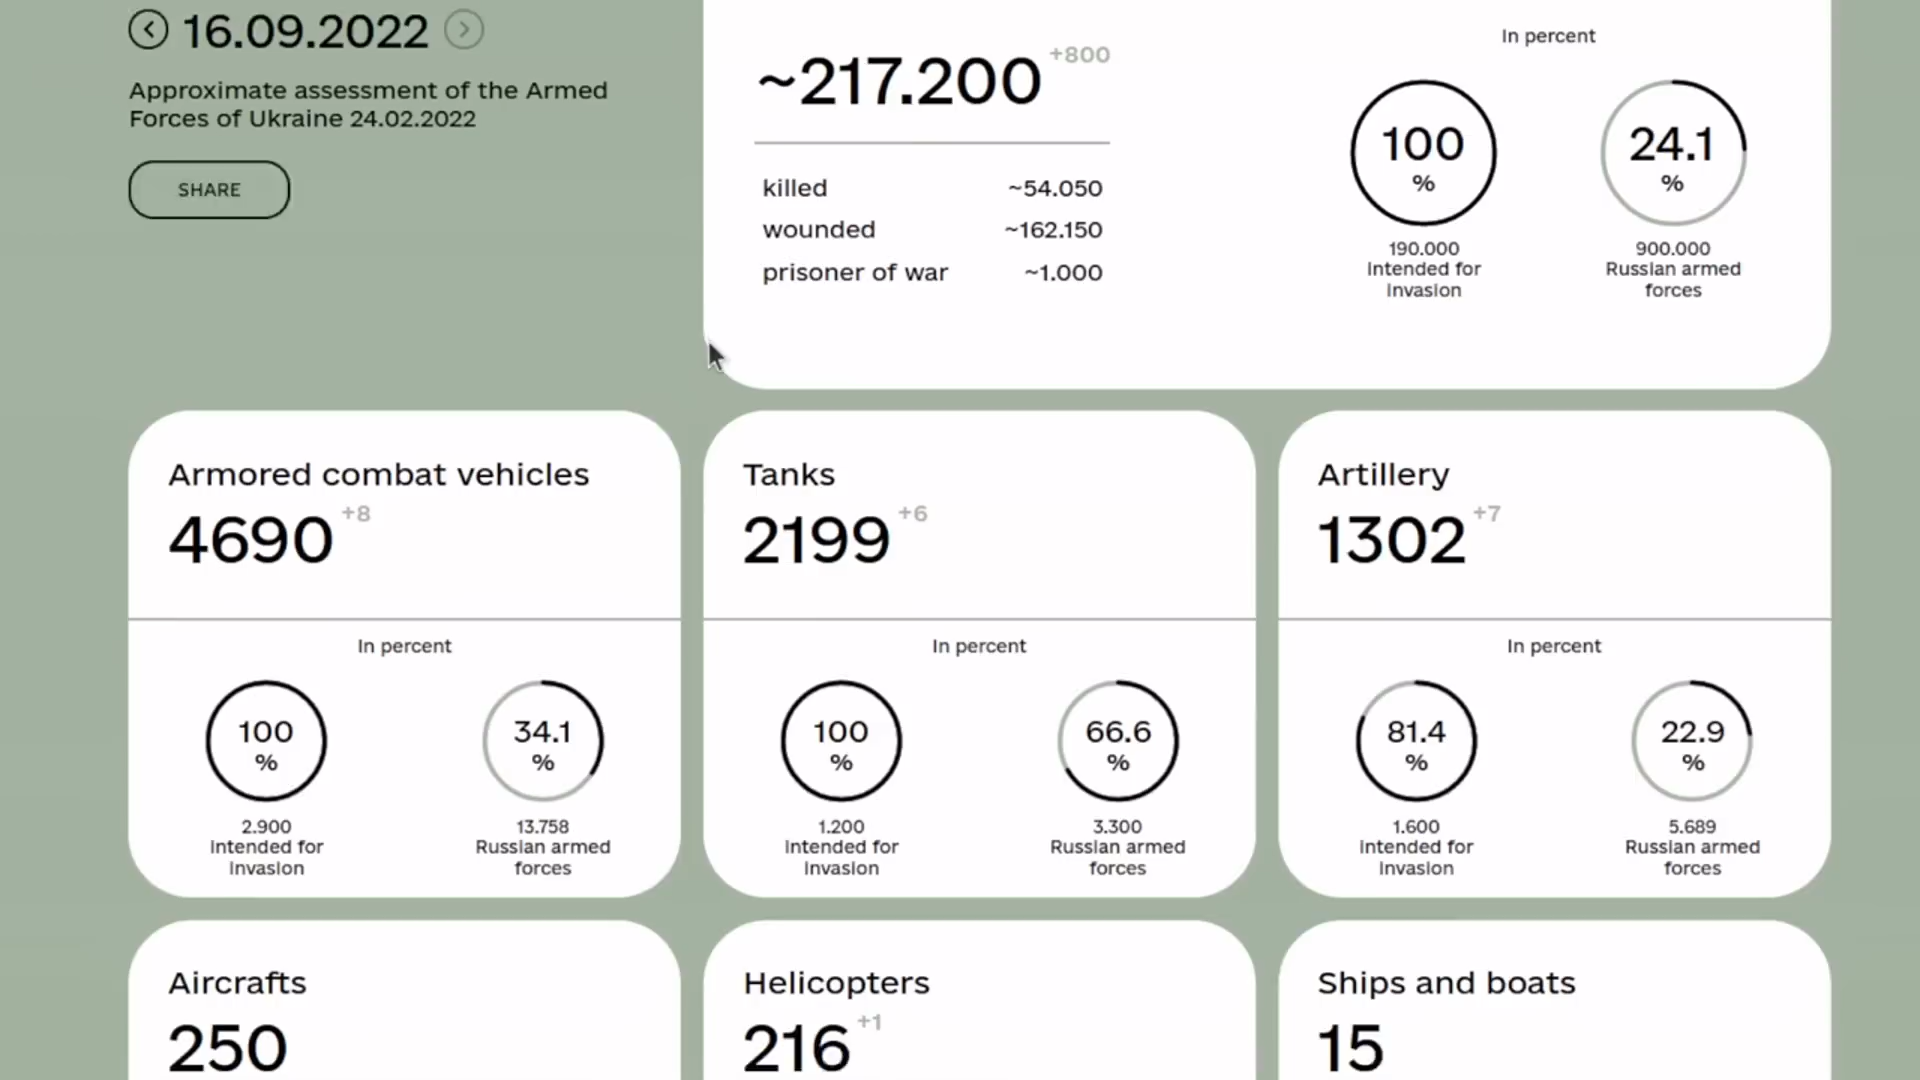 16.09.2022
Approximate assessment of the Armed
Forces of Ukraine 24.02.2022
SHARE
~217.200 +800
killed ~54.050
wounded ~162.150
prisoner of war ~1.000
In percent
100
%
190.000
Intended for
Invasion
24.1
%
900.000
Russian armed
forces
Armored combat vehicles
4690 +8
In percent
100
%
2.900
Intended for
Invasion
34.1
%
13.758
Russian armed
forces
Tanks
2199 +6
In percent
100
%
1.200
Intended for
Invasion
66.6
%
3.300
Russian armed
forces
Artillery
1302 +7
In percent
81.4
%
1.600
Intended for
Invasion
22.9
%
5.689
Russian armed
forces
Aircrafts
250
Helicopters
216 +1
Ships and boats
15